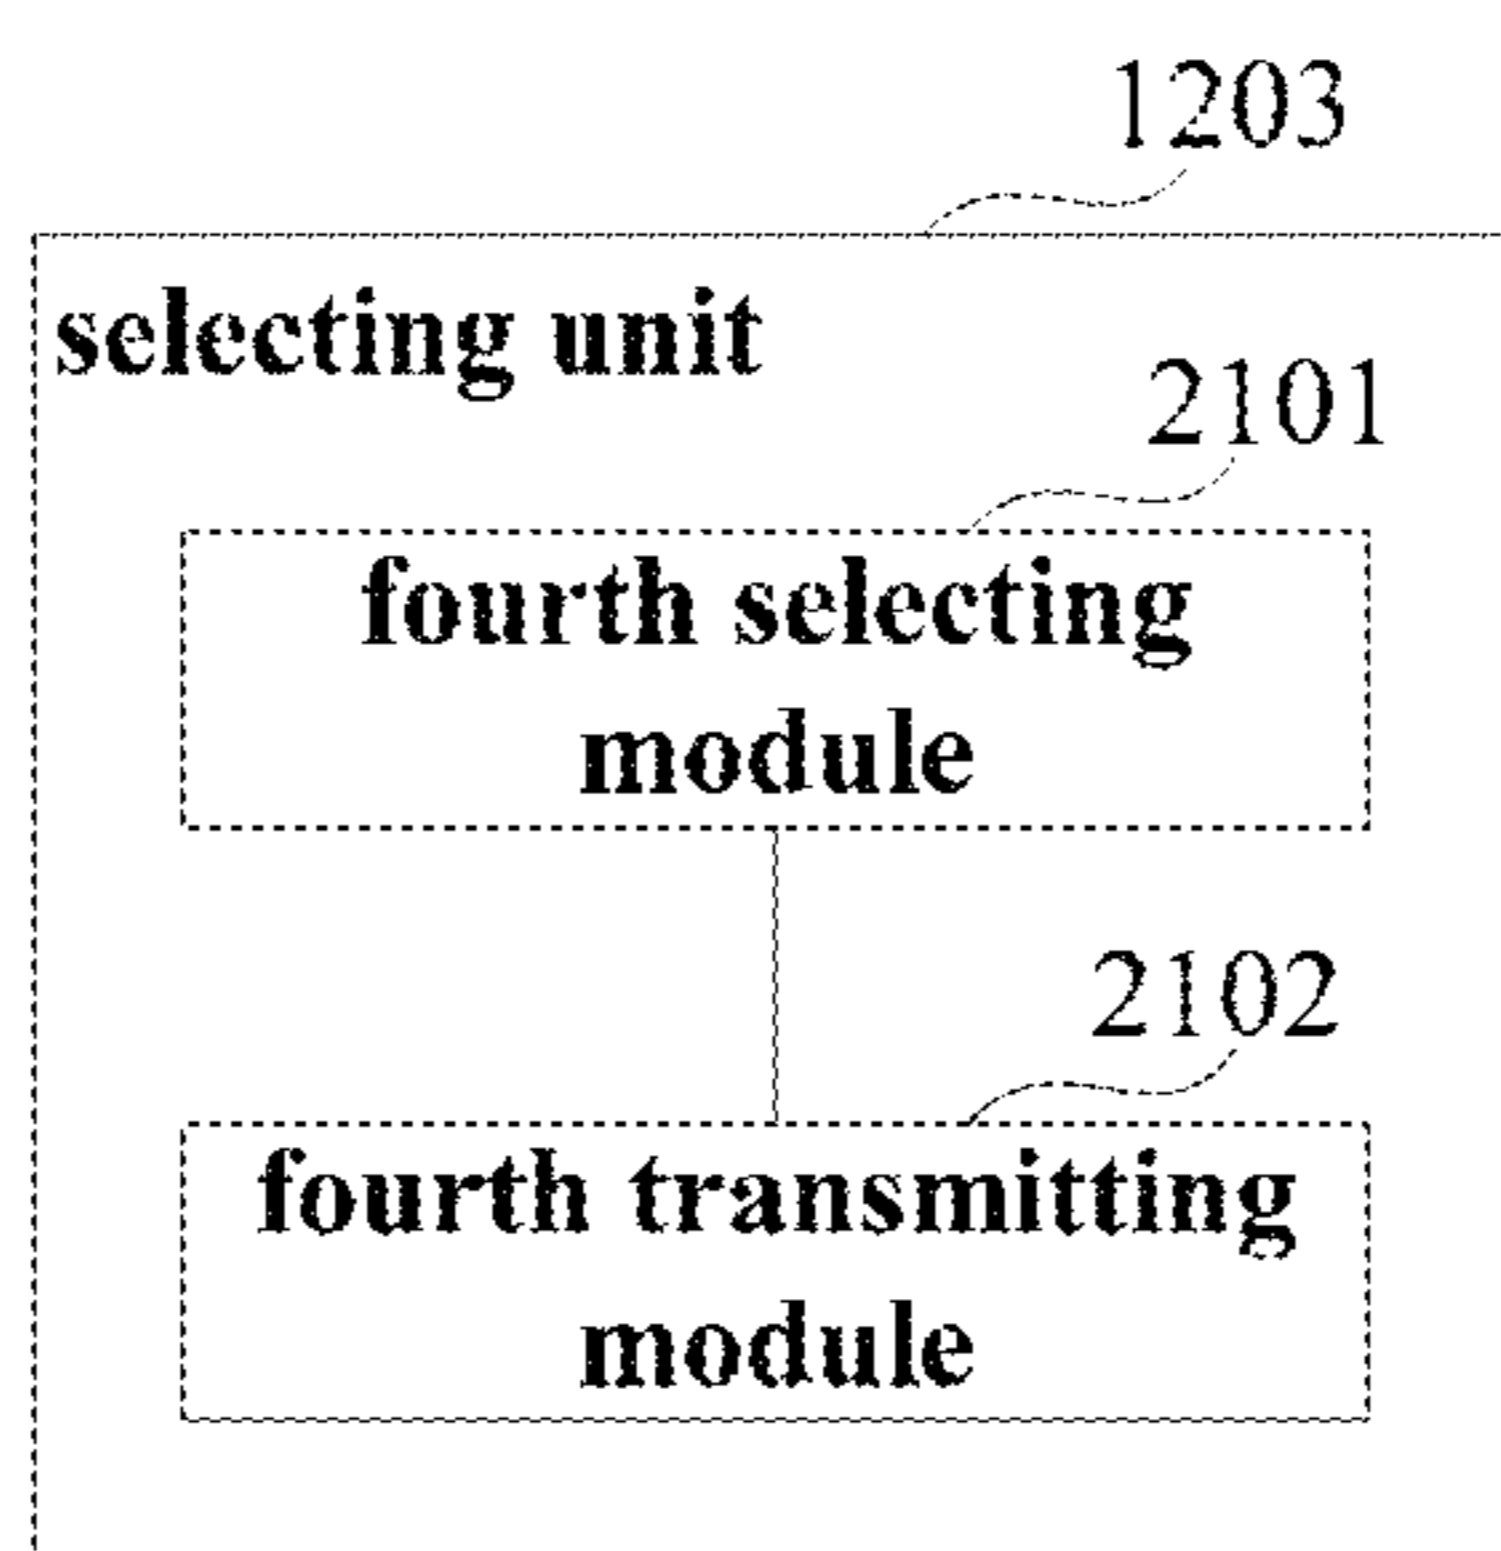 1203
selecting unit
2101
fourth selecting
module
2102
fourth transmitting
module